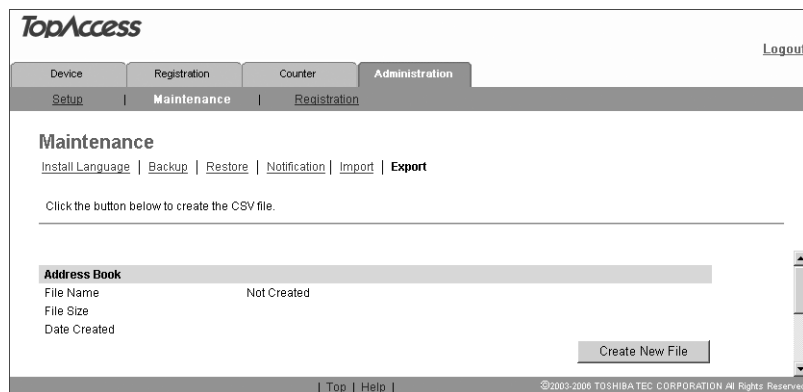 TopAccess
Logout
Device Registration Counter Administration
Setup | Maintenance | Registration
Maintenance
Install Language | Backup | Restore | Notification | Import | Export
Click the button below to create the CSV file.
Address Book
File Name Not Created
File Size
Date Created
Create New File
| Top | Help |
©2003-2006 TOSHIBA TEC CORPORATION All Rights Reserved